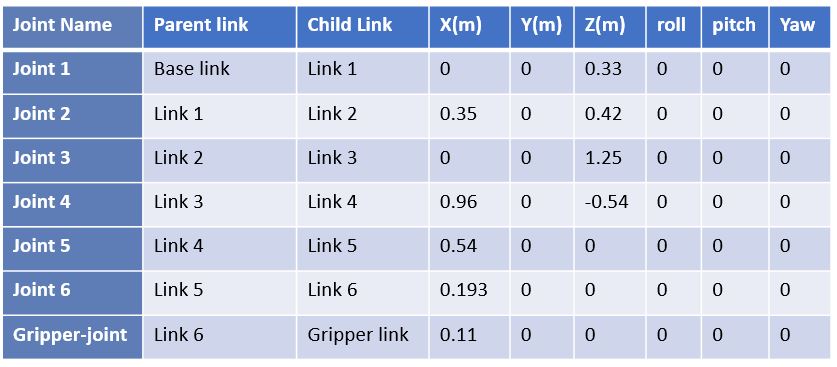 Joint Name Parent link Child Link X(m) Y(m) Z(m) roll pitch Yaw
Joint 1 Base link Link 1 0 0 0.33 0 0 0
Joint 2 Link 1 Link 2 0.35 0 0.42 0 0 0
Joint 3 Link 2 Link 3 0 0 1.25 0 0 0
Joint 4 Link 3 Link 4 0.96 0 -0.54 0 0 0
Joint 5 Link 4 Link 5 0.54 0 0 0 0 0
Joint 6 Link 5 Link 6 0.193 0 0 0 0 0
Gripper-joint Link 6 Gripper link 0.11 0 0 0 0 0